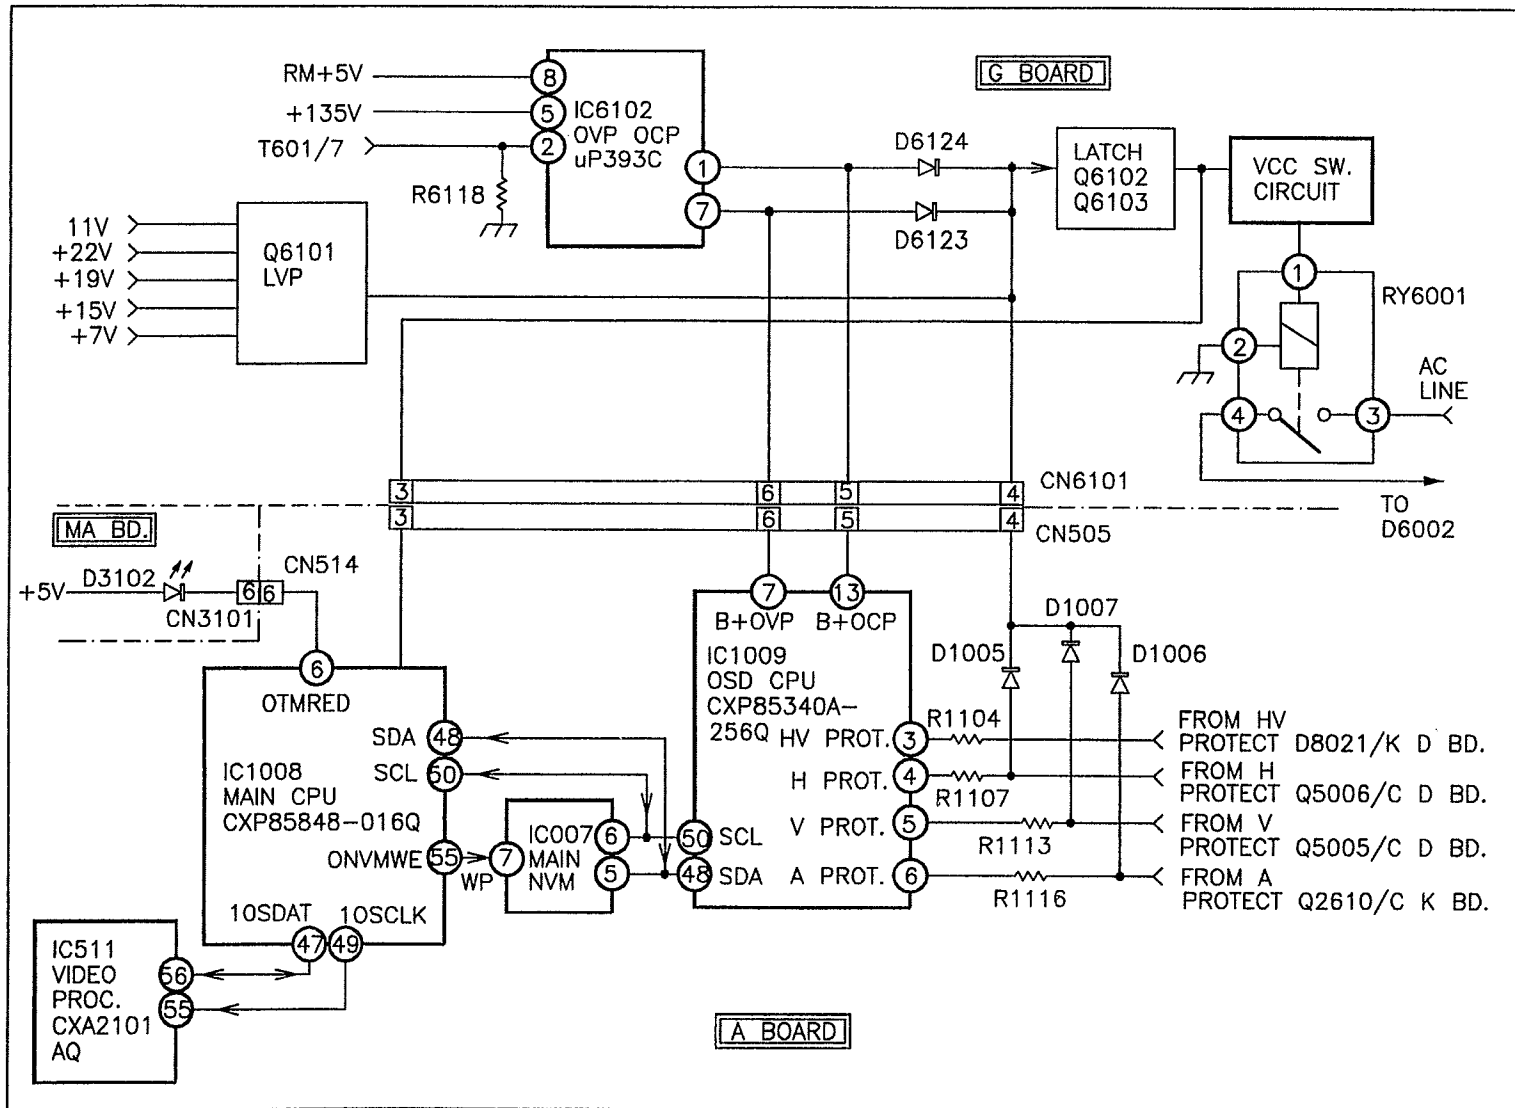 G BOARD
RM+5V
8
+135V
5
IC6102
OVP OCP
uP393C
T601/7
2
1
7
R6118
D6124
D6123
LATCH
Q6102
Q6103
VCC SW.
CIRCUIT
11V
+22V
+19V
+15V
+7V
Q6101
LVP
1
RY6001
2
AC
LINE
4
3
TO
D6002
3
6
5
4
CN6101
3
6
5
4
CN505
MA BD.
+5V
D3102
CN514
6
6
CN3101
6
OTMRED
SDA
48
SCL
50
IC1008
MAIN CPU
CXP85848-016Q
ONVMWE
55
WP
7
IC007
MAIN
NVM
6
5
10SDAT
10SCLK
47
49
IC511
VIDEO
PROC.
CXA2101
AQ
56
55
7
13
B+OVP
B+OCP
IC1009
OSD CPU
CXP85340A-
256Q
HV PROT.
3
H PROT.
4
V PROT.
5
A PROT.
6
50
SCL
48
SDA
D1005
D1007
D1006
R1104
R1107
R1113
R1116
FROM HV
PROTECT D8021/K D BD.
FROM H
PROTECT Q5006/C D BD.
FROM V
PROTECT Q5005/C D BD.
FROM A
PROTECT Q2610/C K BD.
A BOARD